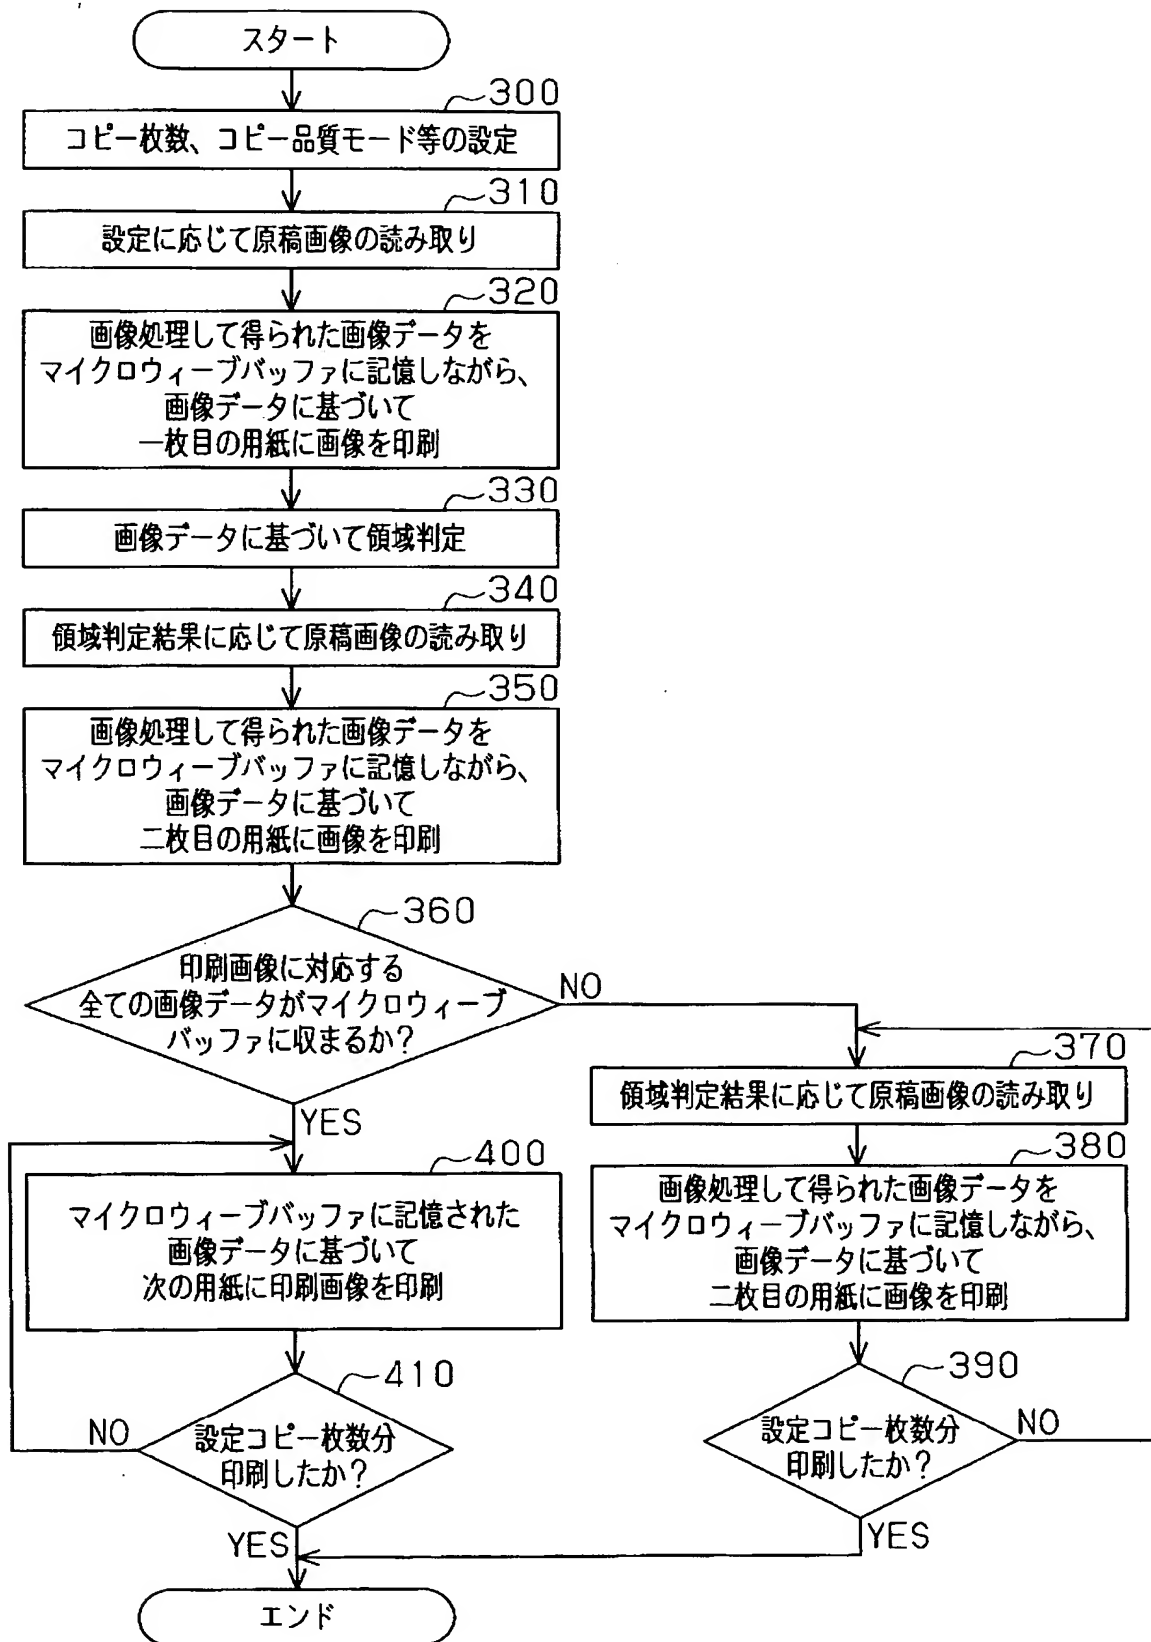 スタート
300
コピー枚数、コピー品質モード等の設定
310
設定に応じて原稿画像の読み取り
320
画像処理して得られた画像データを
マイクロウィーブバッファに記憶しながら、
画像データに基づいて
一枚目の用紙に画像を印刷
330
画像データに基づいて領域判定
340
領域判定結果に応じて原稿画像の読み取り
350
画像処理して得られた画像データを
マイクロウィーブバッファに記憶しながら、
画像データに基づいて
二枚目の用紙に画像を印刷
360
印刷画像に対応する
全ての画像データがマイクロウィーブ
バッファに収まるか?
NO
YES
370
領域判定結果に応じて原稿画像の読み取り
380
画像処理して得られた画像データを
マイクロウィーブバッファに記憶しながら、
画像データに基づいて
二枚目の用紙に画像を印刷
390
設定コピー枚数分
印刷したか?
NO
YES
400
マイクロウィーブバッファに記憶された
画像データに基づいて
次の用紙に印刷画像を印刷
410
設定コピー枚数分
印刷したか?
NO
YES
エンド